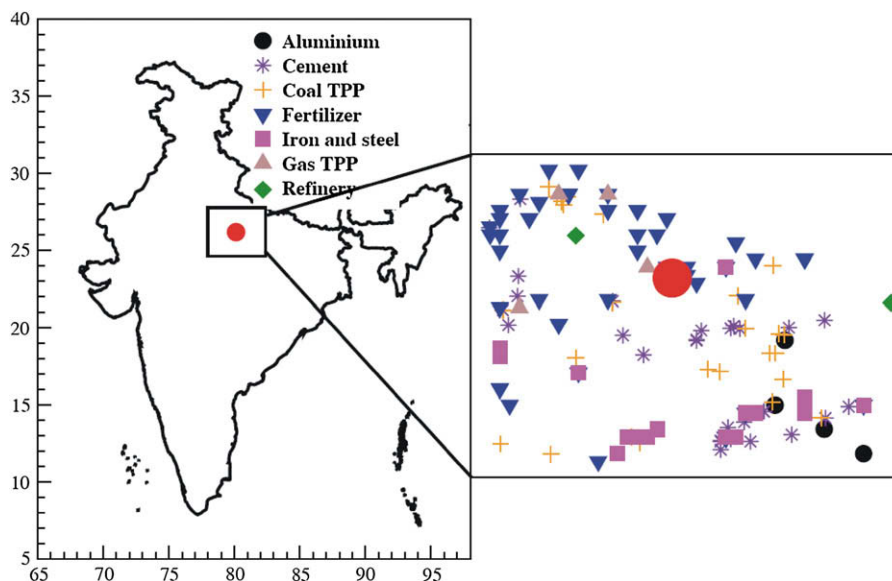 40
35
30
25
20
15
10
5
65 70 75 80 85 90 95
Aluminium
Cement
Coal TPP
Fertilizer
Iron and steel
Gas TPP
Refinery